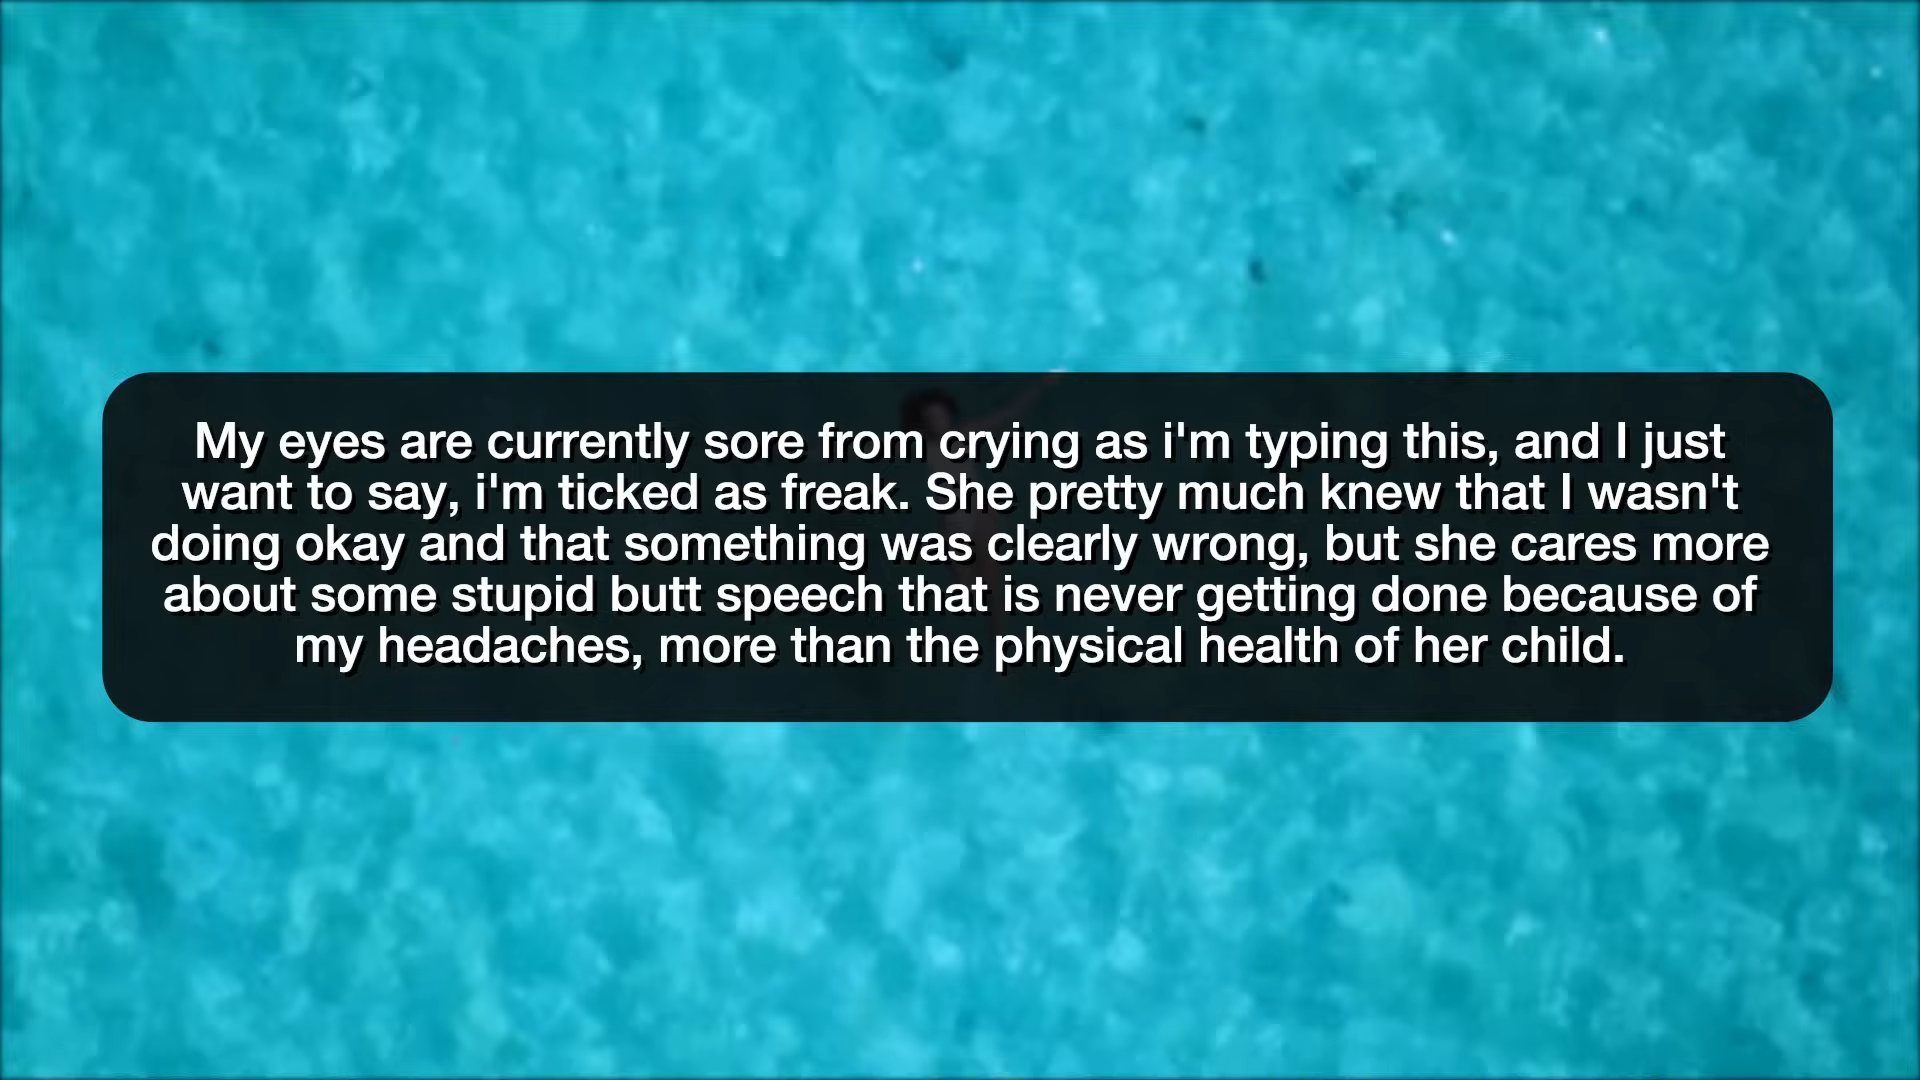 My eyes are currently sore from crying as i'm typing this, and I just
want to say, i'm ticked as freak. She pretty much knew that I wasn't
doing okay and that something was clearly wrong, but she cares more
about some stupid butt speech that is never getting done because of
my headaches, more than the physical health of her child.